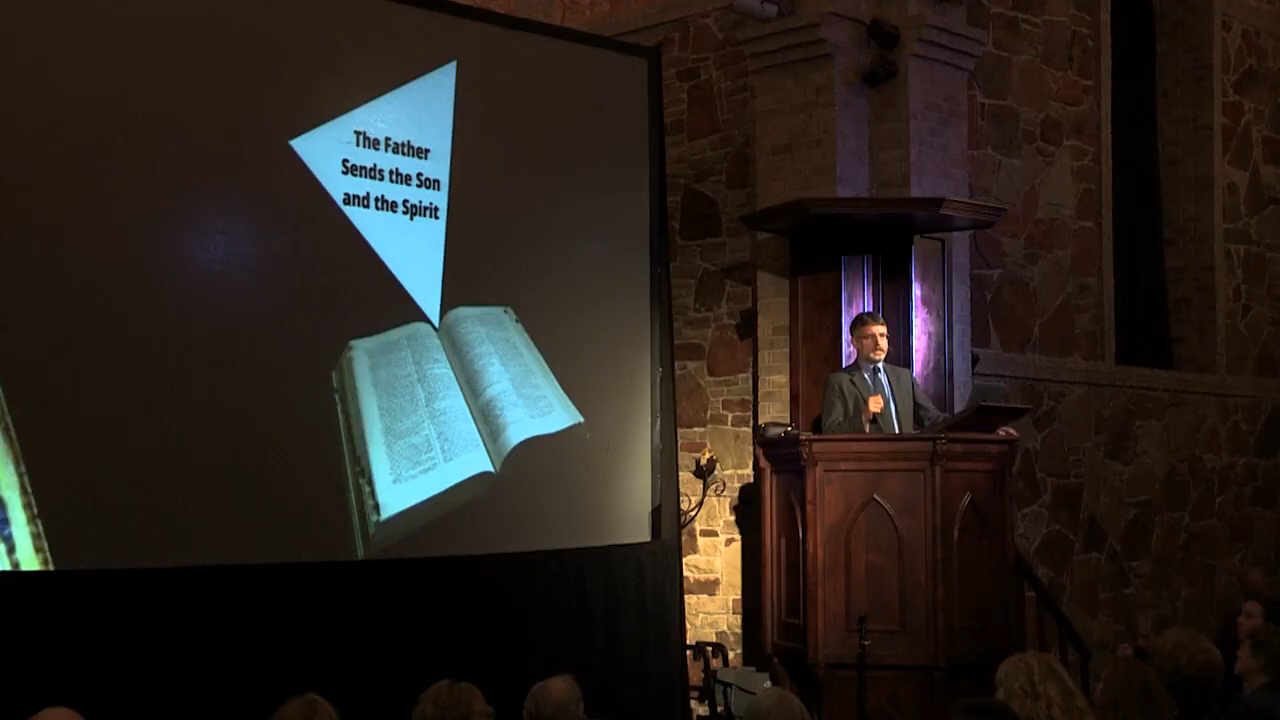 The Father
Sends the Son
and the Spirit